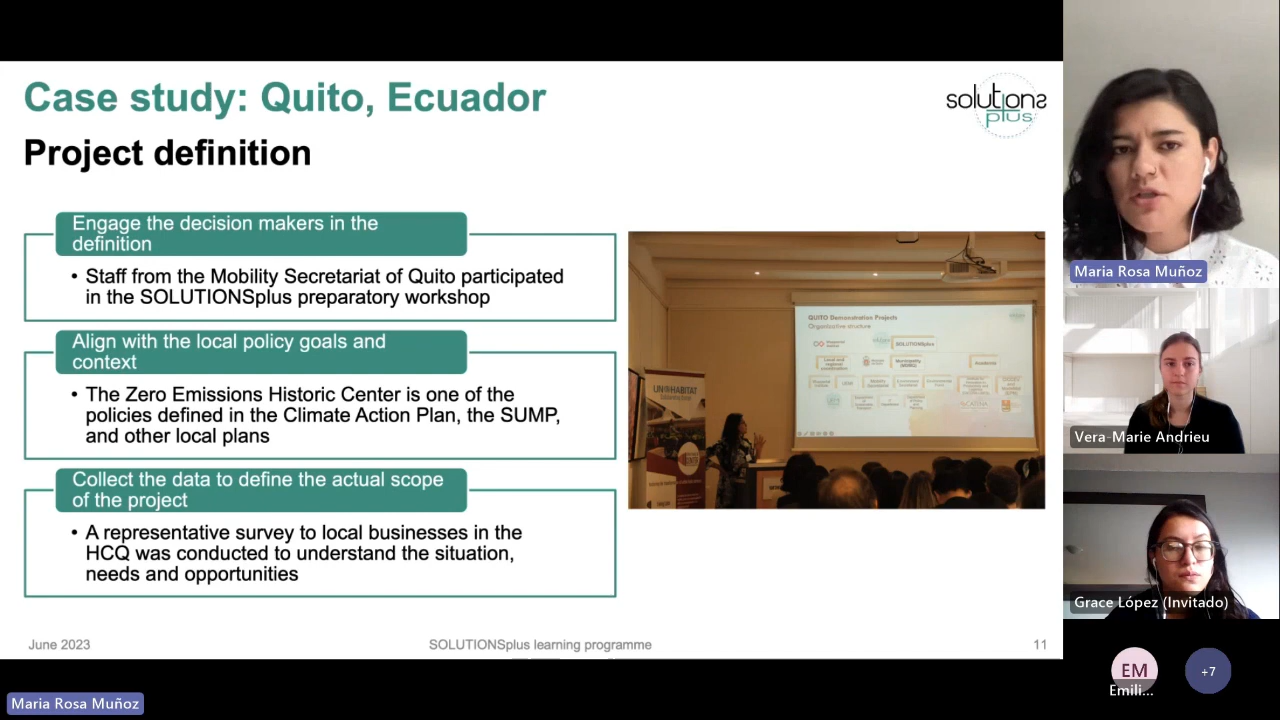 Case study: Quito, Ecuador
Project definition
solutions
plus
Engage the decision makers in the
definition
• Staff from the Mobility Secretariat of Quito participated
in the SOLUTIONSplus preparatory workshop
Align with the local policy goals and
context
• The Zero Emissions Historic Center is one of the
policies defined in the Climate Action Plan, the SUMP,
and other local plans
Collect the data to define the actual scope
of the project
• A representative survey to local businesses in the
HCQ was conducted to understand the situation,
needs and opportunities
QUITO Demonstration Projects
Organizative structure
SOLUTIONSplus
UN-HABITAT
June 2023
SOLUTIONSplus learning programme
11
Maria Rosa Muñoz
Vera-Marie Andrieu
Grace López (Invitado)
EM
Emili...
+7
Maria Rosa Muñoz